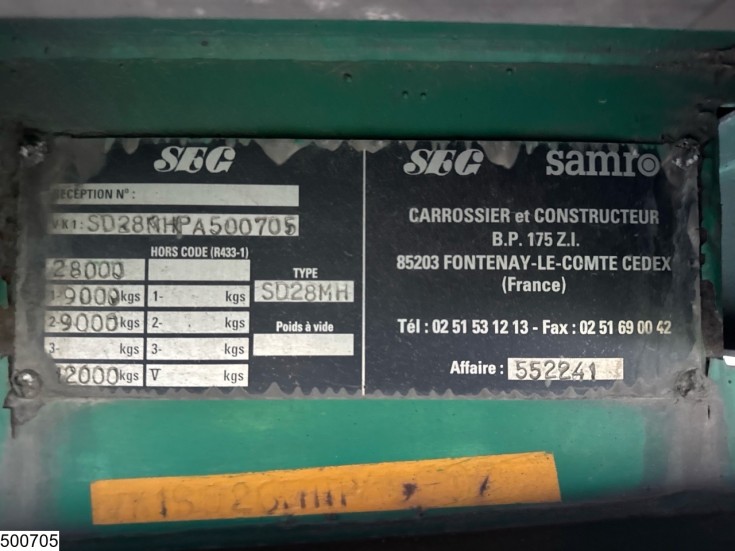 SEG
RECEPTION N°:
VK1: SD28MHPA500705
HORS CODE (R433-1)
28000
1- 9000 kgs 1- kgs
2- 9000 kgs 2- kgs
3- kgs 3- kgs
12000 kgs V kgs
TYPE
SD28MH
Poids à vide
SEG samro
CARROSSIER et CONSTRUCTEUR
B.P. 175 Z.I.
85203 FONTENAY-LE-COMTE CEDEX
(France)
Tél : 02 51 53 12 13 - Fax : 02 51 69 00 42
Affaire : 552241
500705